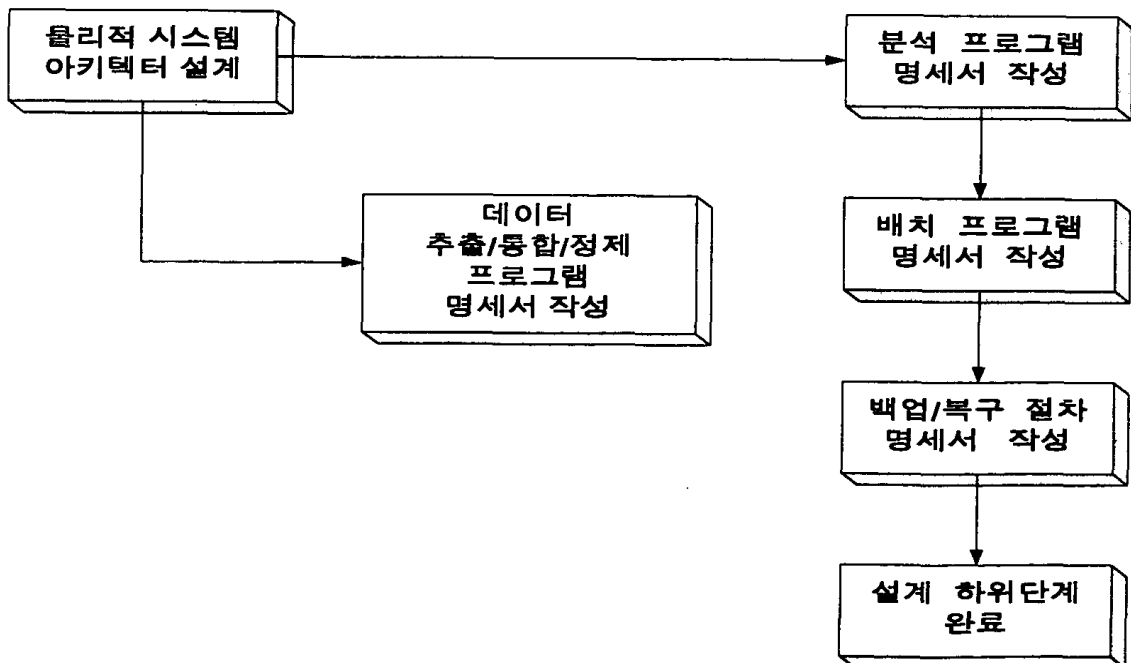 물리적 시스템
아키텍터 설계
분석 프로그램
명세서 작성
데이터
추출/통합/정제
프로그램
명세서 작성
배치 프로그램
명세서 작성
백업/복구 절차
명세서 작성
설계 하위단계
완료